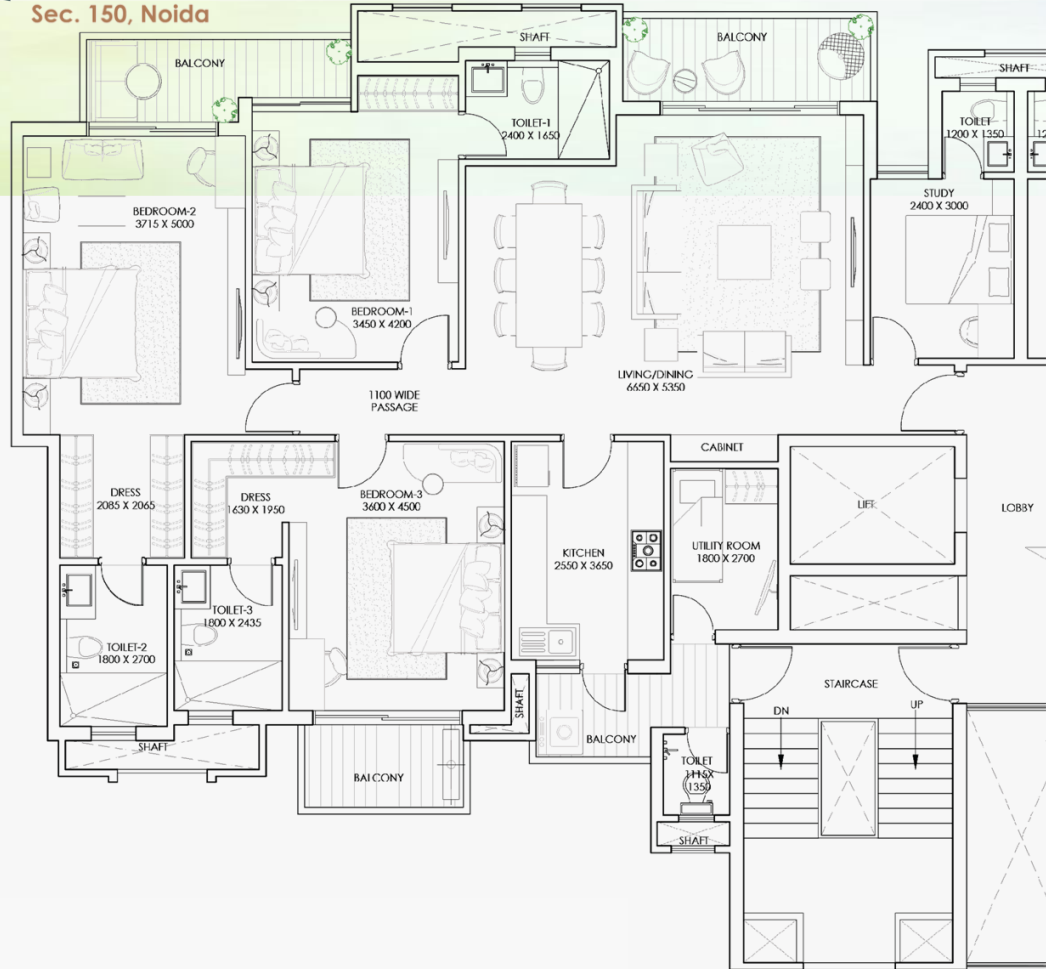 Sec. 150, Noida
SHAFT
BALCONY
BALCONY
SHAFT
TOILET-1
2400 X 1650
TOILET
1200 X 1350
12
STUDY
2400 X 3000
BEDROOM-2
3715 X 5000
BEDROOM-1
3450 X 4200
LIVING/DINING
6650 X 5350
1100 WIDE
PASSAGE
CABINET
DRESS
2085 X 2065
DRESS
1630 X 1950
BEDROOM-3
3600 X 4500
LIFT
LOBBY
KITCHEN
2550 X 3650
UTILITY ROOM
1800 X 2700
TOILET-3
1800 X 2435
TOILET-2
1800 X 2700
STAIRCASE
SHAFT
DN
UP
SHAFT
BALCONY
BALCONY
TOILET
1115X
1350
SHAFT